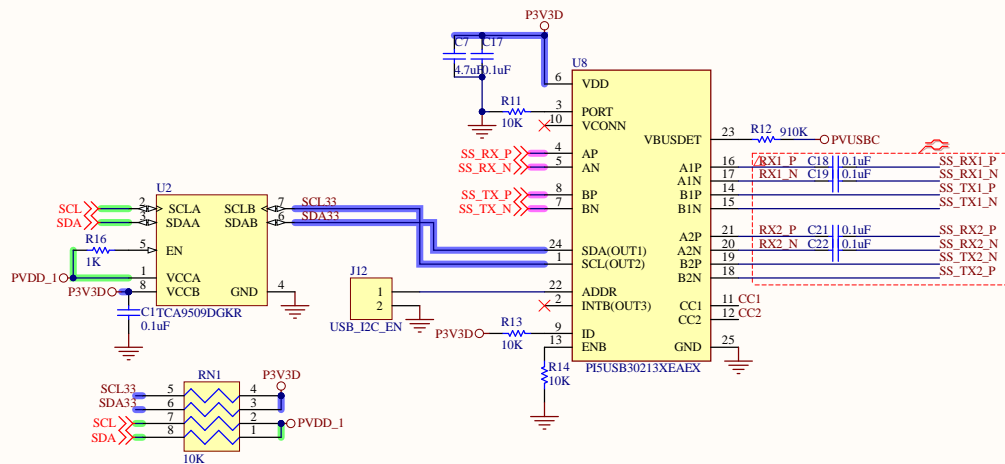 P3V3D
C7
C17
4.7uF
0.1uF
U8
6
VDD
R11
10K
3
PORT
10
VCONN
VBUSDET
23
R12
910K
PVUSBC
SS_RX_P
4
AP
SS_RX_N
5
AN
A1P
16
RX1_P
C18
0.1uF
SS_RX1_P
A1N
17
RX1_N
C19
0.1uF
SS_RX1_N
SS_TX_P
8
BP
B1P
14
SS_TX1_P
SS_TX_N
7
BN
B1N
15
SS_TX1_N
U2
SCL
2
SCLA
SCLB
7
SCL33
SDA
3
SDAA
SDAB
6
SDA33
R16
1K
5
EN
A2P
21
RX2_P
C21
0.1uF
SS_RX2_P
24
SDA(OUT1)
A2N
20
RX2_N
C22
0.1uF
SS_RX2_N
1
SCL(OUT2)
B2P
19
SS_TX2_N
B2N
18
SS_TX2_P
PVDD_1
1
VCCA
P3V3D
8
VCCB
GND
4
C1
TCA9509DGKR
0.1uF
J12
1
2
USB_I2C_EN
22
ADDR
2
INTB(OUT3)
CC1
11
CC1
CC2
12
CC2
P3V3D
R13
10K
9
ID
13
ENB
GND
25
R14
10K
PI5USB30213XEAEX
RN1
P3V3D
SCL33
5
4
SDA33
6
3
SCL
7
2
PVDD_1
SDA
8
1
10K